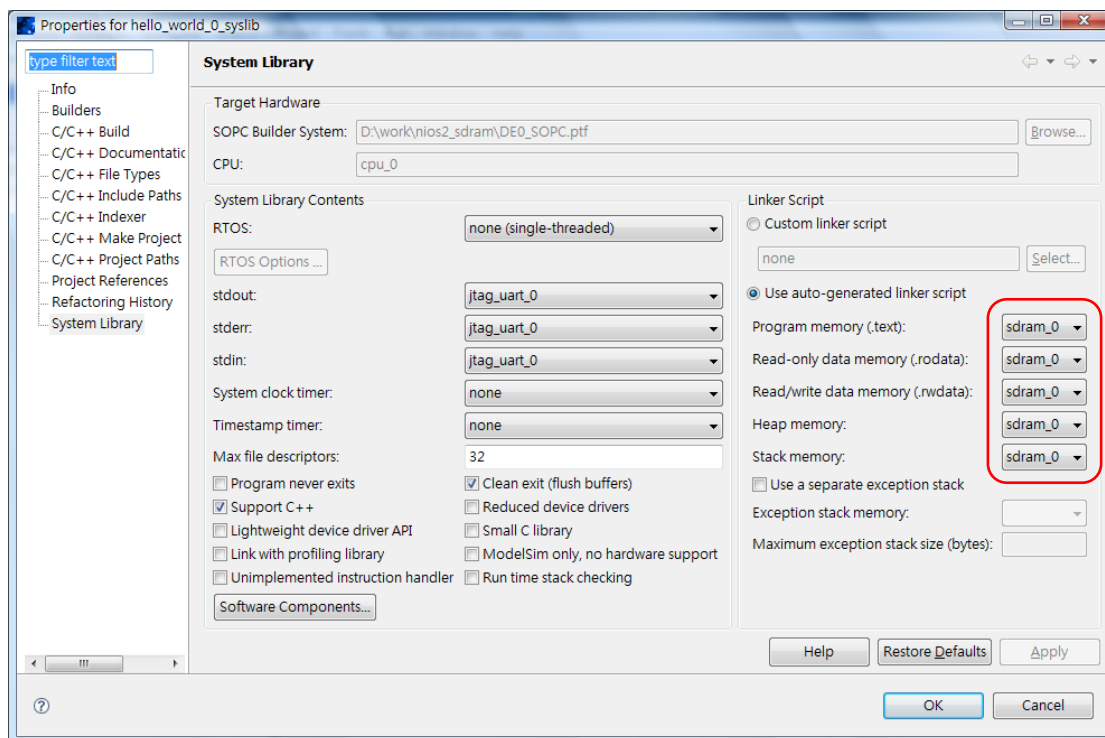 Properties for hello_world_0_syslib
type filter text
Info
Builders
C/C++ Build
C/C++ Documentatic
C/C++ File Types
C/C++ Include Paths
C/C++ Indexer
C/C++ Make Project
C/C++ Project Paths
Project References
Refactoring History
System Library
System Library
Target Hardware
SOPC Builder System: D:\work\nios2_sdram\DE0_SOPC.ptf Browse...
CPU: cpu_0
System Library Contents
RTOS: none (single-threaded)
RTOS Options ...
stdout: jtag_uart_0
stderr: jtag_uart_0
stdin: jtag_uart_0
System clock timer: none
Timestamp timer: none
Max file descriptors: 32
Program never exits Clean exit (flush buffers)
Support C++ Reduced device drivers
Lightweight device driver API Small C library
Link with profiling library ModelSim only, no hardware support
Unimplemented instruction handler Run time stack checking
Software Components...
Linker Script
Custom linker script
none Select...
Use auto-generated linker script
Program memory (.text): sdram_0
Read-only data memory (.rodata): sdram_0
Read/write data memory (.rwdata): sdram_0
Heap memory: sdram_0
Stack memory: sdram_0
Use a separate exception stack
Exception stack memory:
Maximum exception stack size (bytes):
Help Restore Defaults Apply
OK Cancel